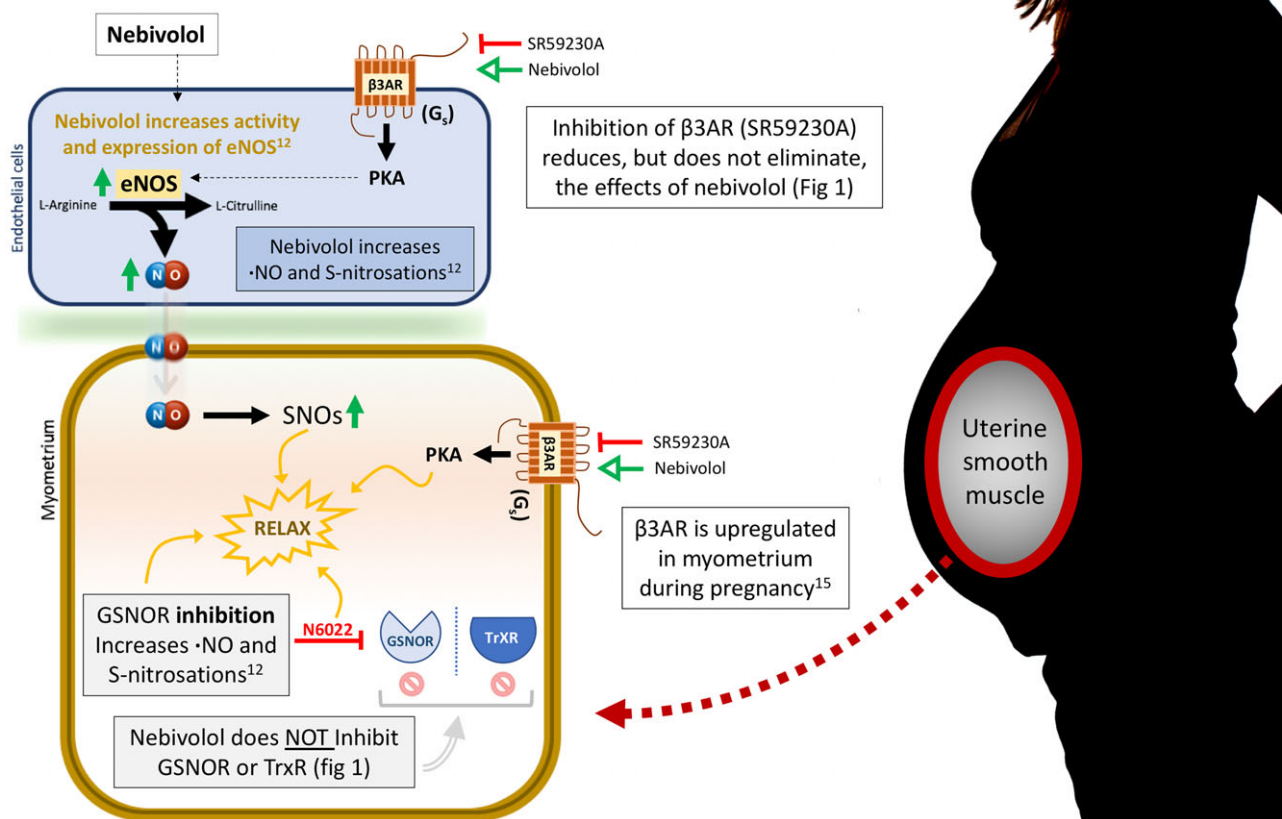 Nebivolol
SR59230A
Nebivolol
β3AR
(Gs)
Nebivolol increases activity
and expression of eNOS12
PKA
eNOS
L-Arginine
L-Citrulline
Endothelial cells
Nebivolol increases
·NO and S-nitrosations12
N O
Inhibition of β3AR (SR59230A)
reduces, but does not eliminate,
the effects of nebivolol (Fig 1)
N O
N O
SNOs
Myometrium
PKA
β3AR
(Gs)
SR59230A
Nebivolol
RELAX
β3AR is upregulated
in myometrium
during pregnancy15
GSNOR inhibition
Increases ·NO and
S-nitrosations12
N6022
GSNOR
TrXR
Nebivolol does NOT Inhibit
GSNOR or TrxR (fig 1)
Uterine
smooth
muscle